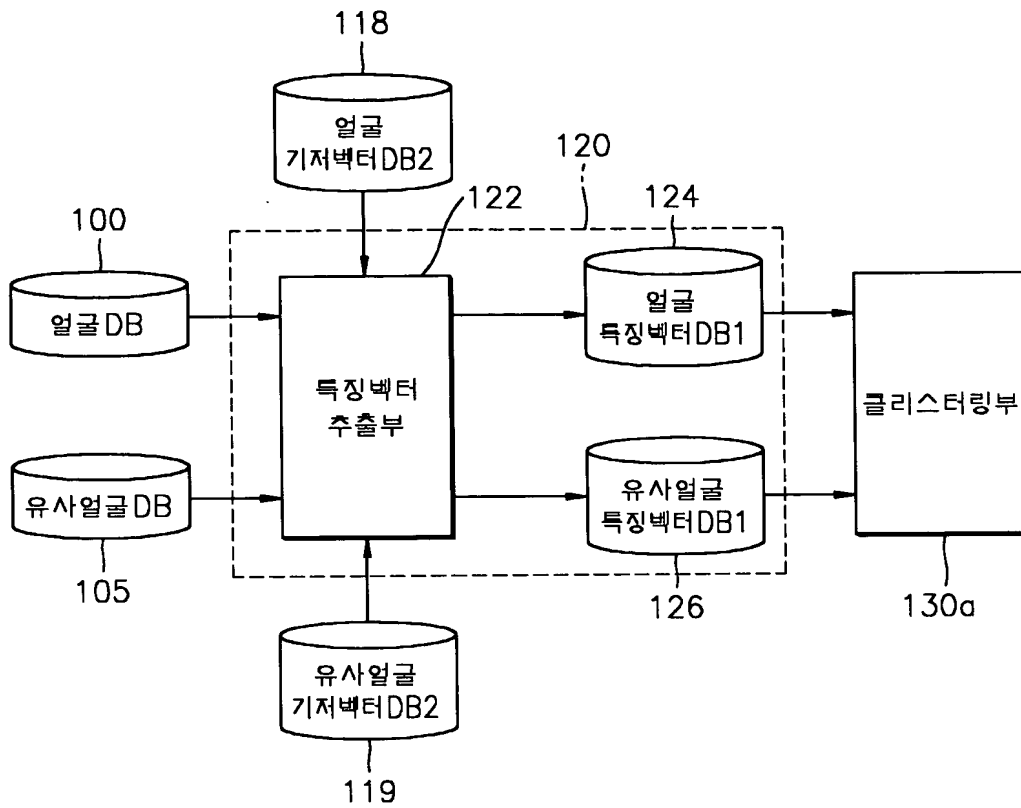 118
얼굴
기저벡터DB2
120
122
124
100
얼굴DB
얼굴
특징벡터DB1
특징벡터
추출부
클리스터링부
유사얼굴DB
유사얼굴
특징벡터DB1
105
126
130a
유사얼굴
기저벡터DB2
119